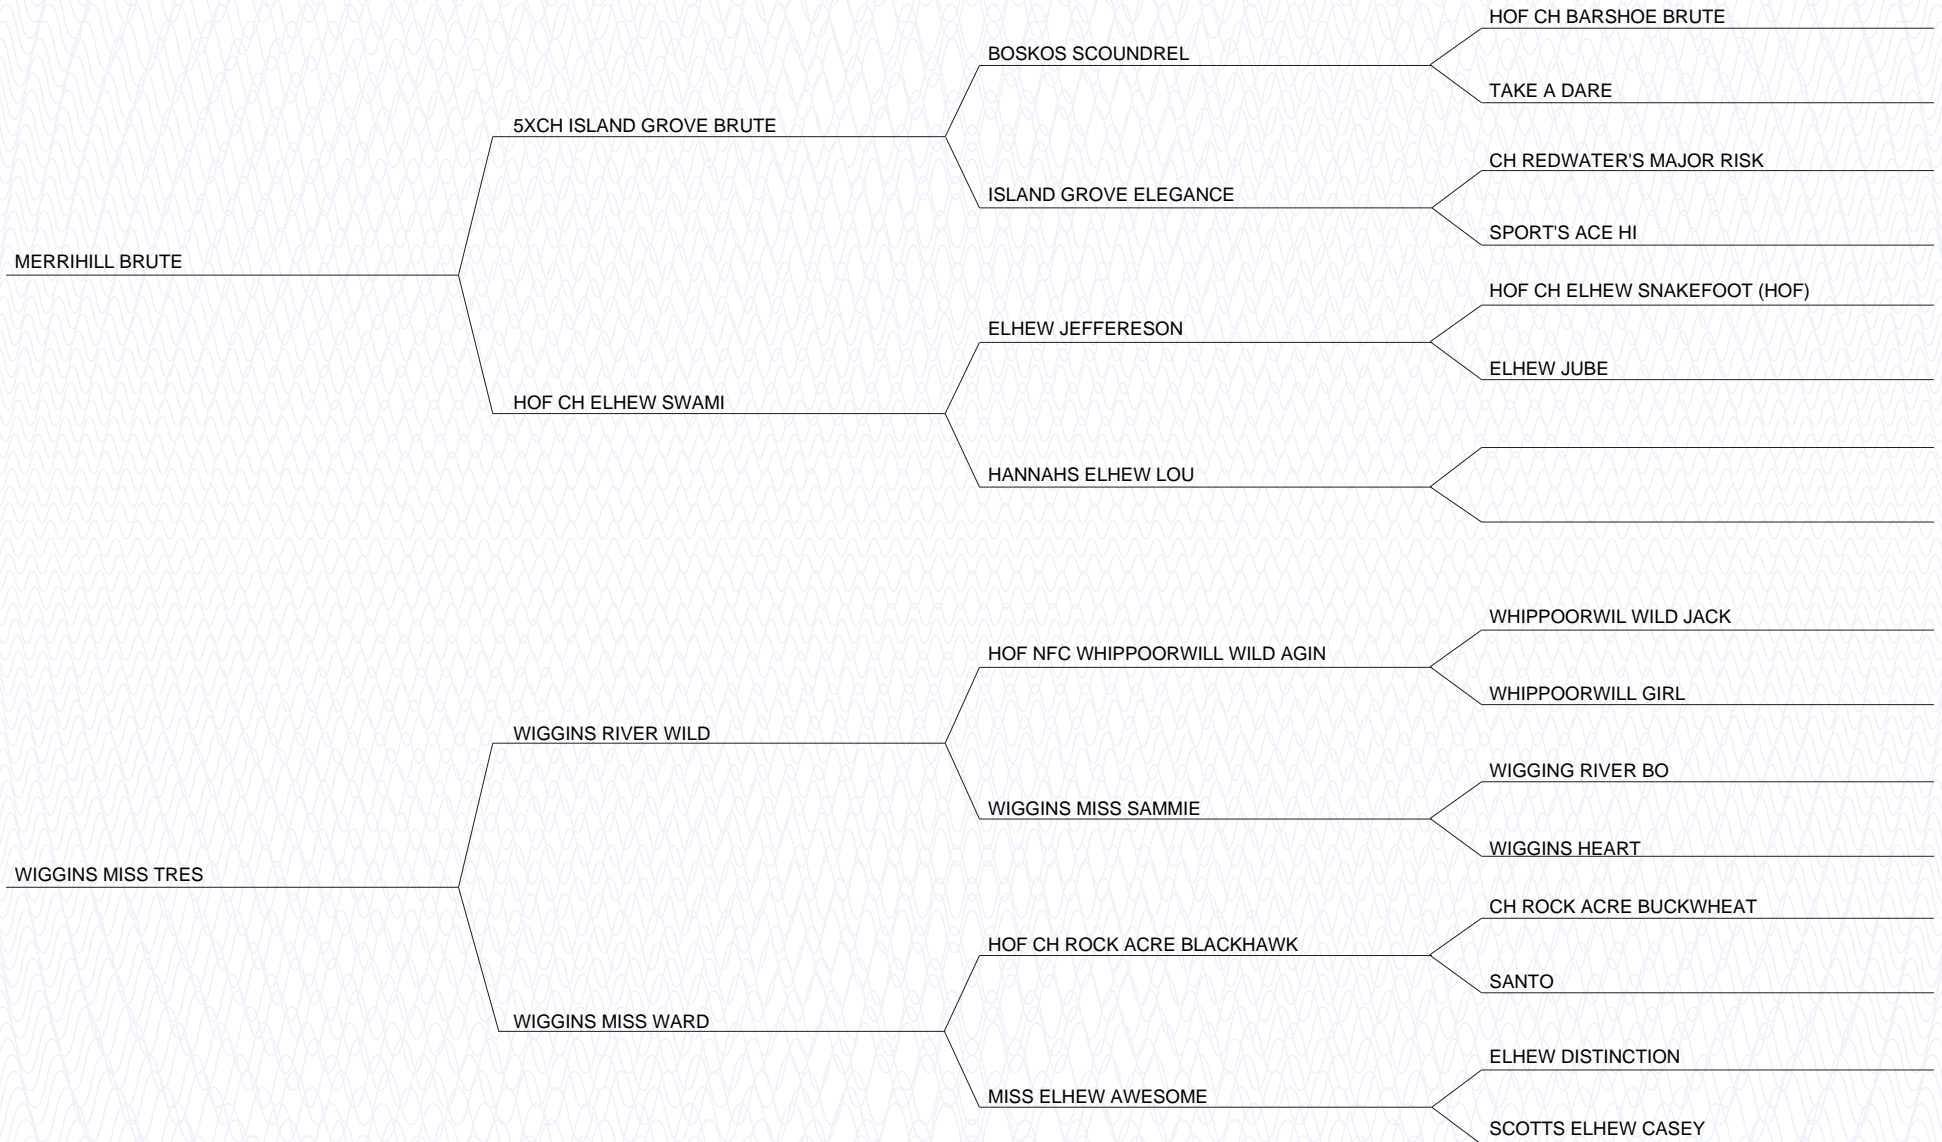 HOF CH BARSHOE BRUTE
BOSKOS SCOUNDREL
TAKE A DARE
5XCH ISLAND GROVE BRUTE
CH REDWATER'S MAJOR RISK
ISLAND GROVE ELEGANCE
SPORT'S ACE HI
MERRIHILL BRUTE
HOF CH ELHEW SNAKEFOOT (HOF)
ELHEW JEFFERESON
ELHEW JUBE
HOF CH ELHEW SWAMI
HANNAHS ELHEW LOU
WHIPPOORWIL WILD JACK
HOF NFC WHIPPOORWILL WILD AGIN
WHIPPOORWILL GIRL
WIGGINS RIVER WILD
WIGGING RIVER BO
WIGGINS MISS SAMMIE
WIGGINS HEART
WIGGINS MISS TRES
CH ROCK ACRE BUCKWHEAT
HOF CH ROCK ACRE BLACKHAWK
SANTO
WIGGINS MISS WARD
ELHEW DISTINCTION
MISS ELHEW AWESOME
SCOTTS ELHEW CASEY